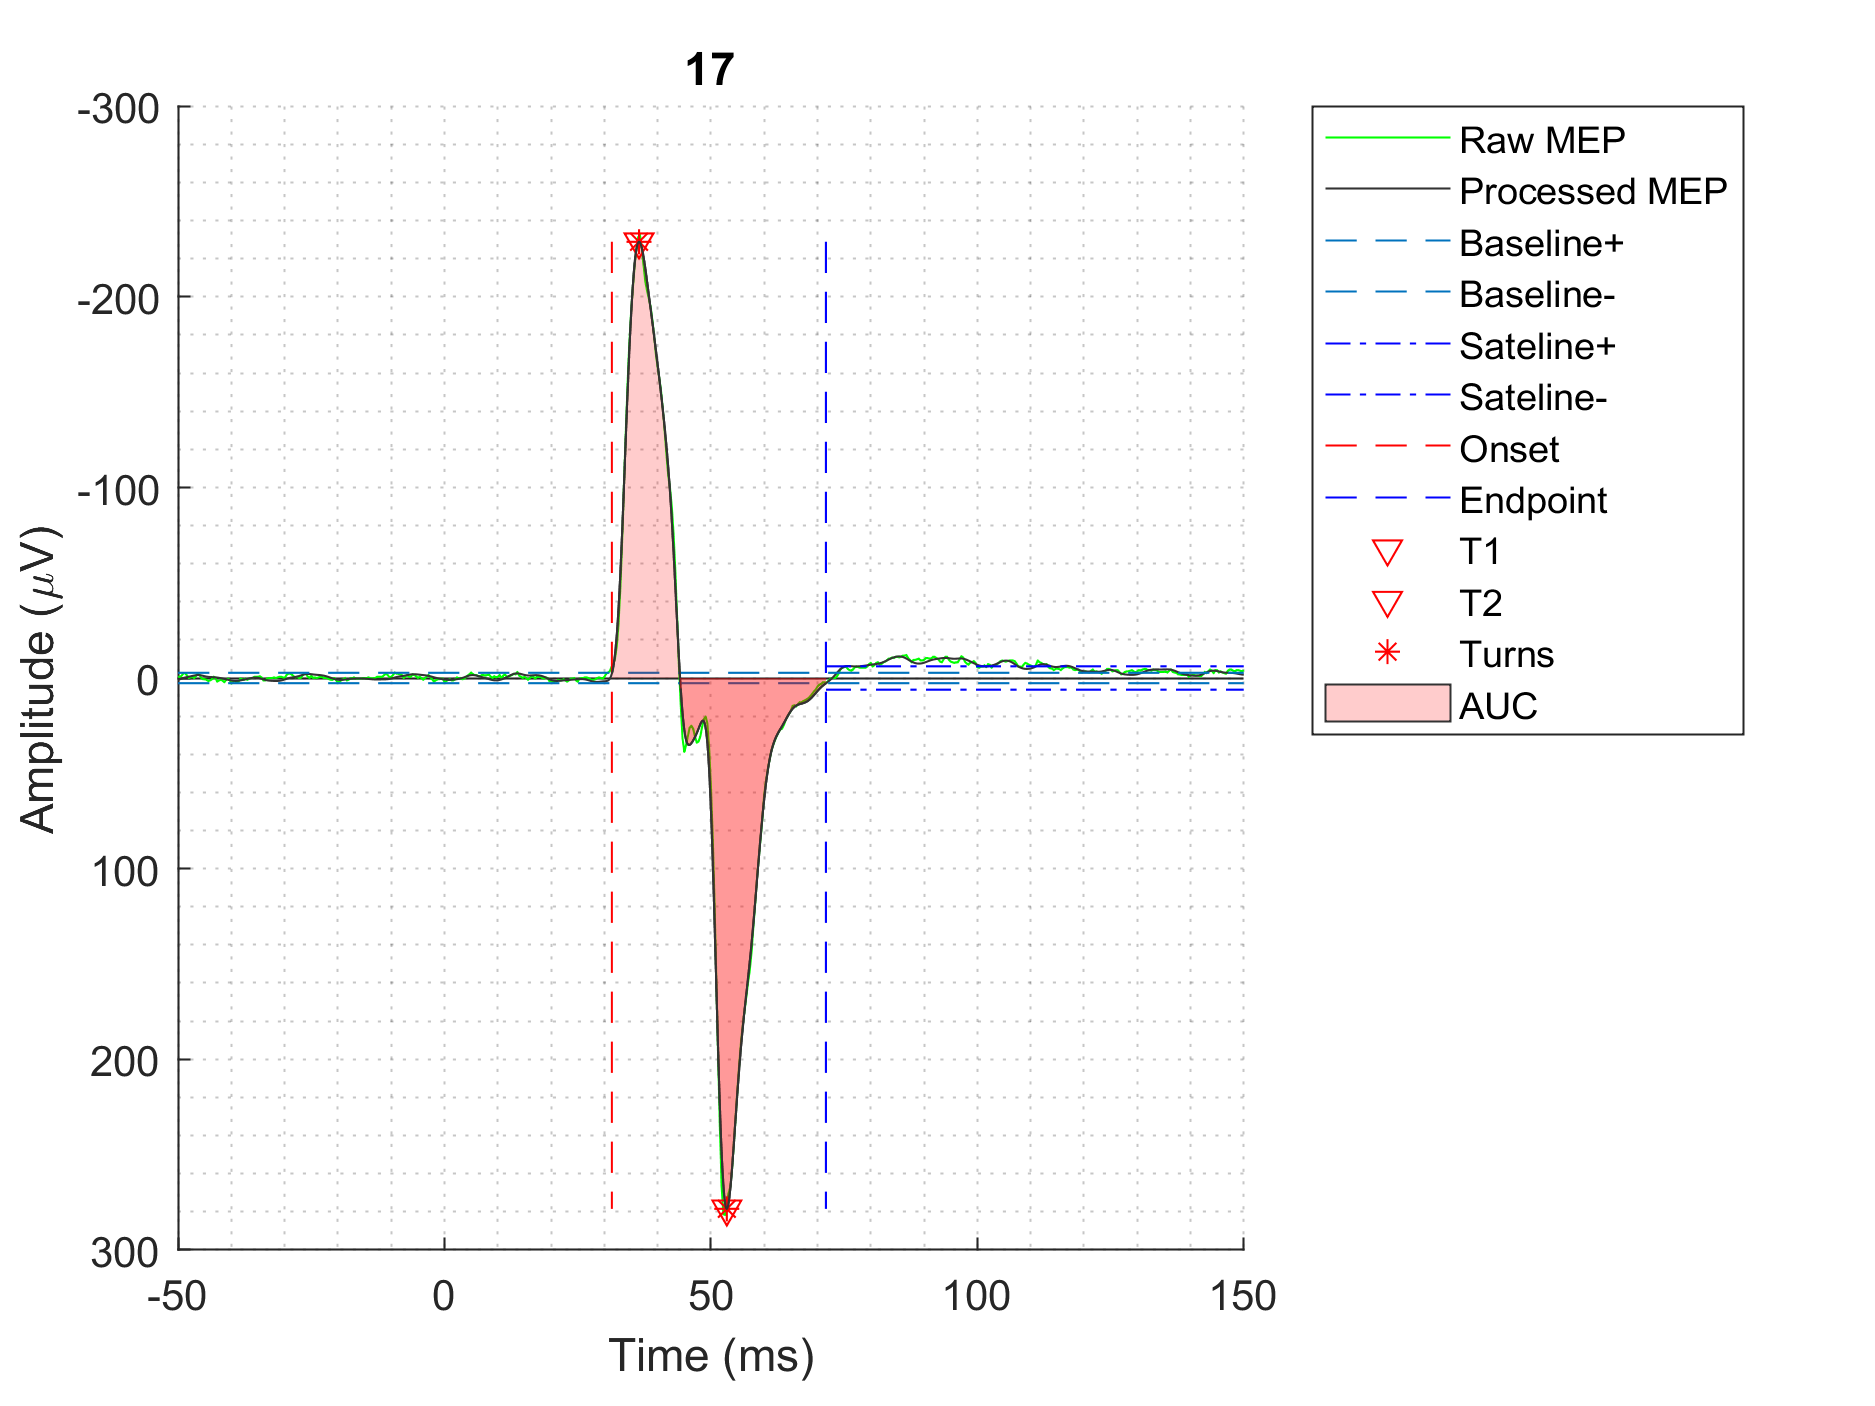 17
-300
-200
-100
0
100
200
300
Amplitude (μV)
-50
0
50
100
150
Time (ms)
Raw MEP
Processed MEP
Baseline+
Baseline-
Sateline+
Sateline-
Onset
Endpoint
T1
T2
Turns
AUC